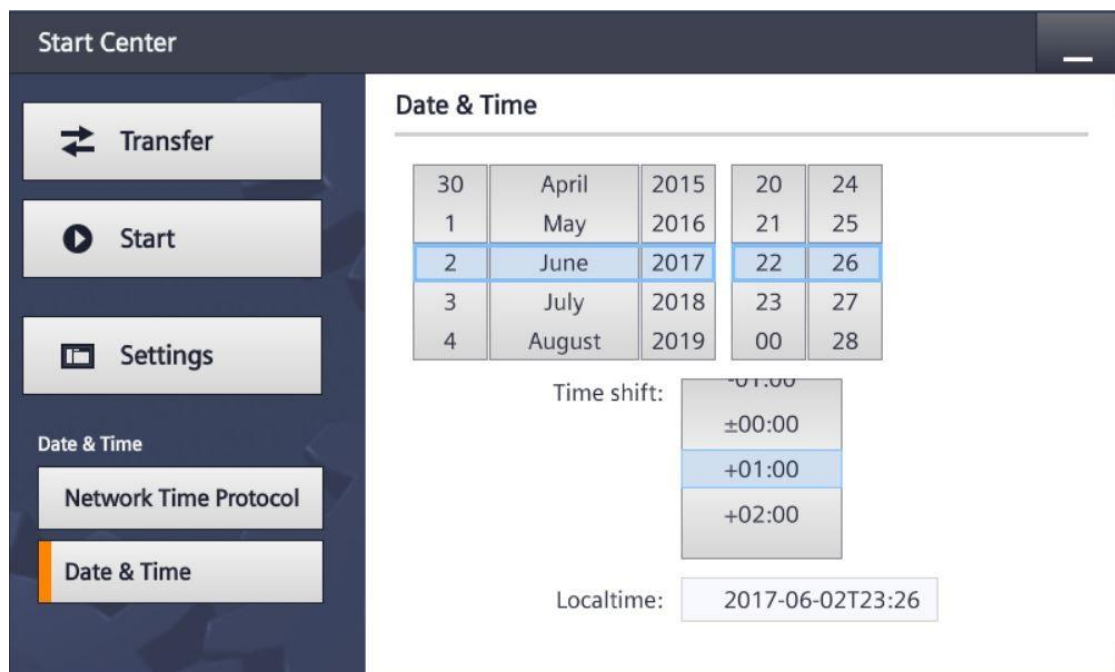 Start Center
Transfer
Start
Settings
Date & Time
Network Time Protocol
Date & Time
Date & Time
30 April 2015 20 24
1 May 2016 21 25
2 June 2017 22 26
3 July 2018 23 27
4 August 2019 00 28
Time shift:
-01:00
±00:00
+01:00
+02:00
Localtime: 2017-06-02T23:26